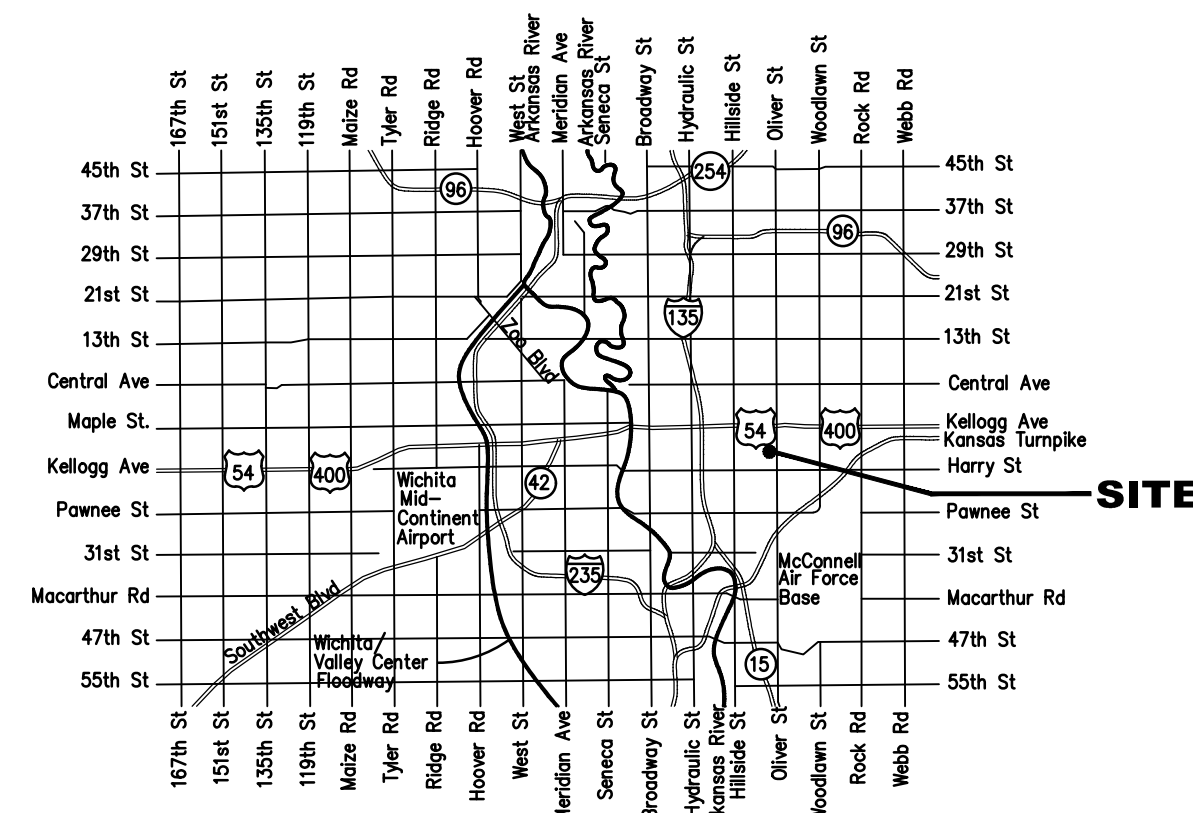 167th St
151st St
135th St
119th St
Maize Rd
Tyler Rd
Ridge Rd
Hoover Rd
West St
Arkansas River
Meridian Ave
Arkansas River
Seneca St
Broadway St
Hydraulic St
Hillside St
Oliver St
Woodlawn St
Rock Rd
Webb Rd
45th St
254
45th St
96
37th St
37th St
96
29th St
29th St
21st St
21st St
135
13th St
Zoo Blvd
13th St
Central Ave
Central Ave
Maple St.
54
400
Kellogg Ave
Kansas Turnpike
Kellogg Ave
54
400
Harry St
Wichita
Mid-
Continent
Airport
42
SITE
Pawnee St
Pawnee St
31st St
31st St
235
McConnell
Air Force
Base
Macarthur Rd
Macarthur Rd
Southwest Blvd
47th St
Wichita/
Valley Center
Floodway
47th St
15
55th St
55th St
167th St
151st St
135th St
119th St
Maize Rd
Tyler Rd
Ridge Rd
Hoover Rd
West St
eridian Ave
Seneca St
roadway St
Hydraulic St
kansas River
Hillside St
Oliver St
Woodlawn St
Rock Rd
Webb Rd